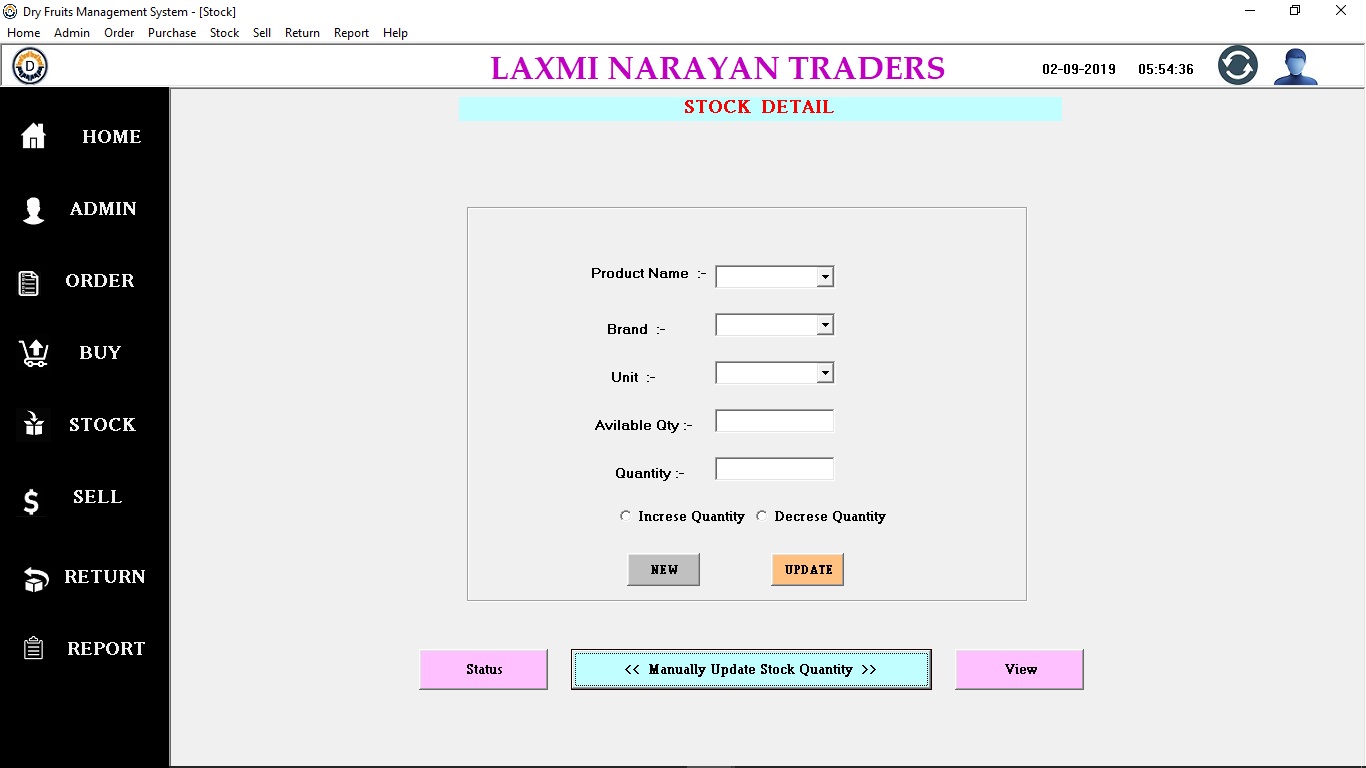 Dry Fruits Management System - [Stock]
Home Admin Order Purchase Stock Sell Return Report Help
D
LAXMI NARAYAN TRADERS
02-09-2019 05:54:36
STOCK DETAIL
HOME
ADMIN
ORDER
BUY
STOCK
SELL
RETURN
REPORT
Product Name :-
Brand :-
Unit :-
Avilable Qty :-
Quantity :-
Increse Quantity Decrese Quantity
NEW UPDATE
Status << Manually Update Stock Quantity >> View